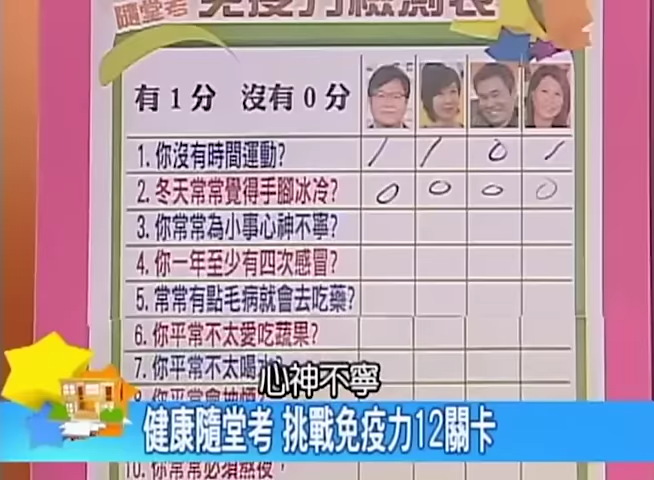 隨堂考 免疫力檢測表
有1分 沒有0分
1. 你沒有時間運動? / / 0 /
2. 冬天常常覺得手腳冰冷? 0 0 0 0
3. 你常常為小事心神不寧?
4. 你一年至少有四次感冒?
5. 常常有點毛病就會去吃藥?
6. 你平常不太愛吃蔬果?
7. 你平常不太喝水?
心神不寧
健康隨堂考 挑戰免疫力12關卡
10. 你常常必須熬夜?